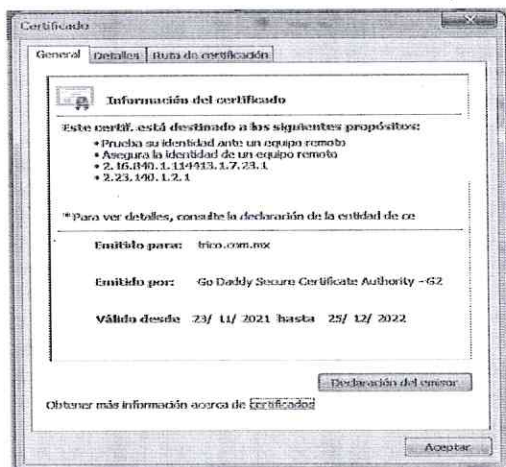 Certificado
General Detalles Ruta de certificación
Información del certificado
Este certif. está destinado a los siguientes propósitos:
• Prueba su identidad ante un equipo remoto
• Asegura la identidad de un equipo remoto
• 2.16.840.1.114413.1.7.23.1
• 2.23.140.1.2.1
* Para ver detalles, consulte la declaración de la entidad de ce
Emitido para: trico.com.mx
Emitido por: Go Daddy Secure Certificate Authority - G2
Válido desde 23/ 11/ 2021 hasta 25/ 12/ 2022
Declaración del emisor
Obtener más información acerca de certificados
Aceptar